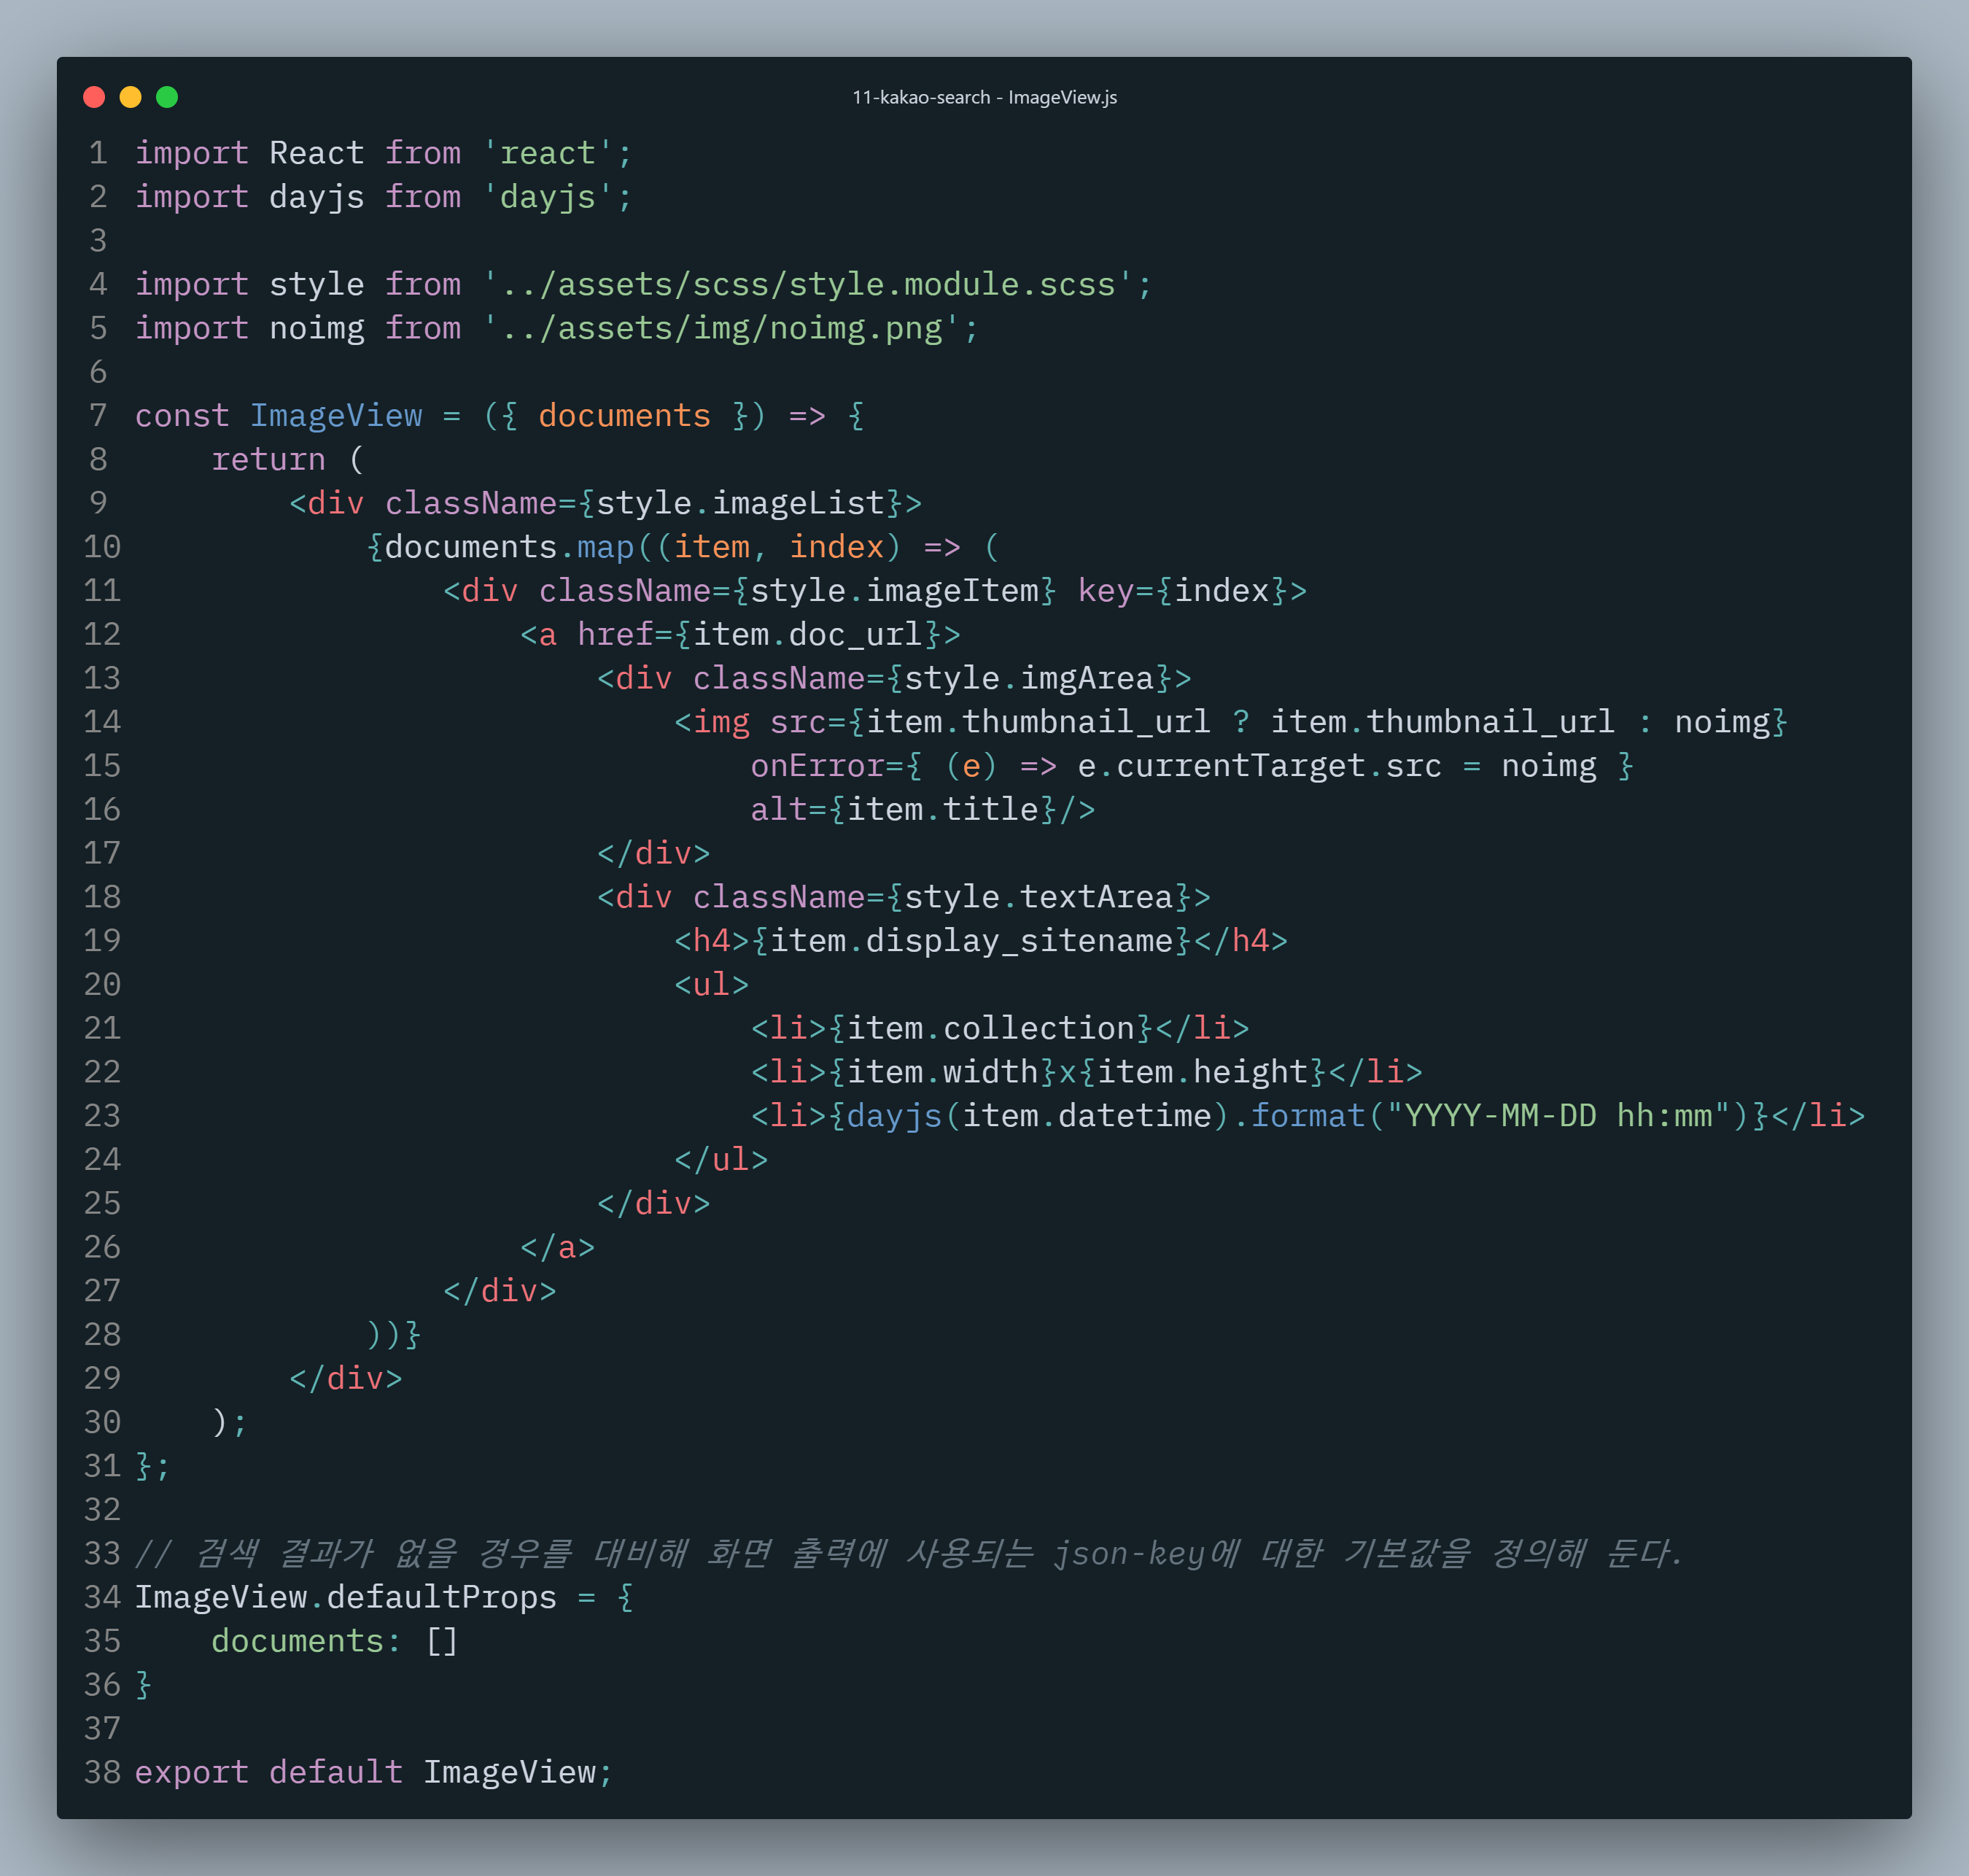 11-kakao-search - ImageView.js
1 import React from 'react';
2 import dayjs from 'dayjs';
3
4 import style from '../assets/scss/style.module.scss';
5 import noimg from '../assets/img/noimg.png';
6
7 const ImageView = ({ documents }) => {
8     return (
9         <div className={style.imageList}>
10             {documents.map((item, index) => (
11                 <div className={style.imageItem} key={index}>
12                     <a href={item.doc_url}>
13                         <div className={style.imgArea}>
14                             <img src={item.thumbnail_url ? item.thumbnail_url : noimg}
15                                 onError={ (e) => e.currentTarget.src = noimg }
16                                 alt={item.title}/>
17                         </div>
18                         <div className={style.textArea}>
19                             <h4>{item.display_sitename}</h4>
20                             <ul>
21                                 <li>{item.collection}</li>
22                                 <li>{item.width}x{item.height}</li>
23                                 <li>{dayjs(item.datetime).format("YYYY-MM-DD hh:mm")}</li>
24                             </ul>
25                         </div>
26                     </a>
27                 </div>
28             ))}
29         </div>
30     );
31 };
32
33 // 검색 결과가 없을 경우를 대비해 화면 출력에 사용되는 json-key에 대한 기본값을 정의해 둔다.
34 ImageView.defaultProps = {
35     documents: []
36 }
37
38 export default ImageView;